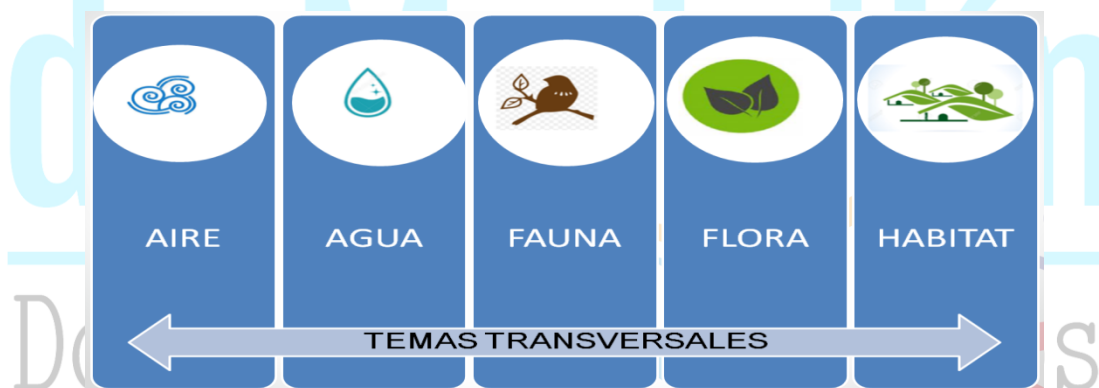 AIRE
AGUA
FAUNA
FLORA
HABITAT
TEMAS TRANSVERSALES